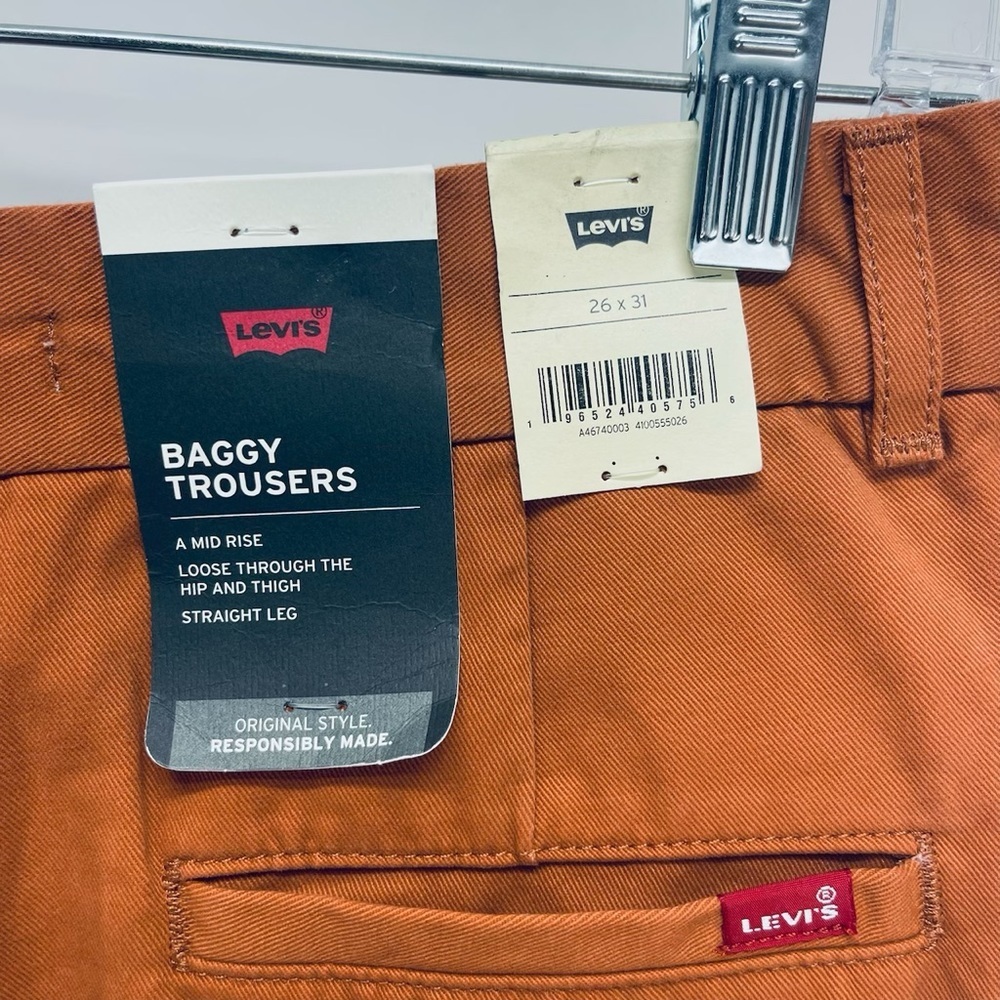 LEVI'S®
BAGGY
TROUSERS
A MID RISE
LOOSE THROUGH THE
HIP AND THIGH
STRAIGHT LEG
ORIGINAL STYLE.
RESPONSIBLY MADE.
LEVI'S®
26 x 31
1 96524 40575 6
A46740003 4100555026
LEVI'S®